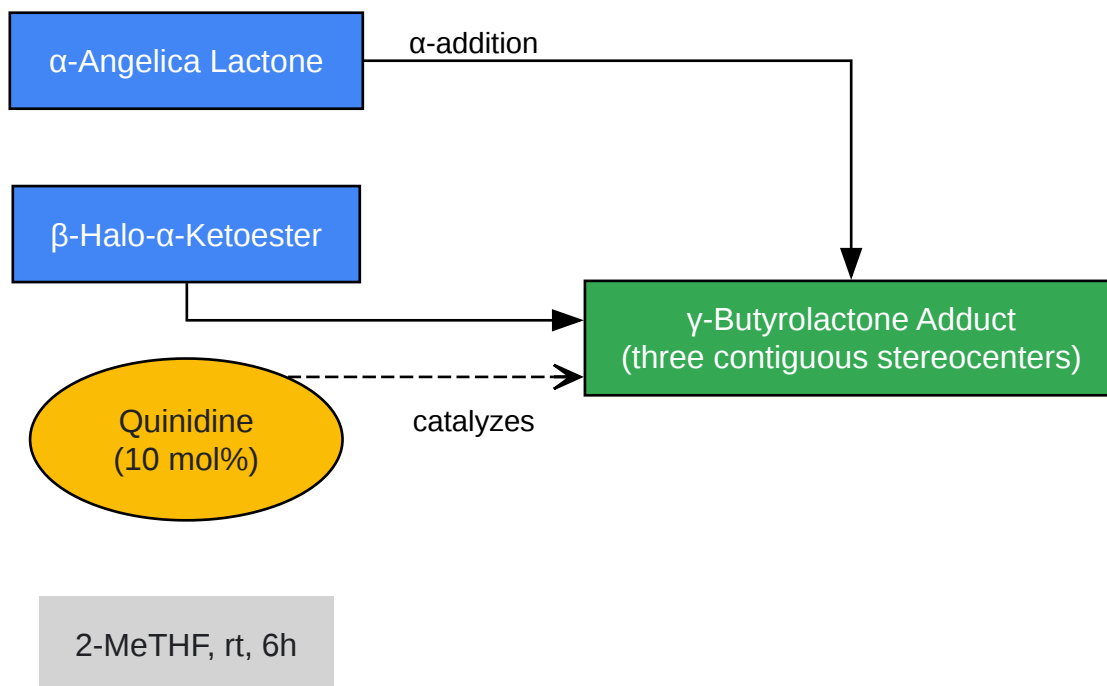 α-Angelica Lactone
α-addition
β-Halo-α-Ketoester
γ-Butyrolactone Adduct
(three contiguous stereocenters)
Quinidine
(10 mol%)
catalyzes
2-MeTHF, rt, 6h